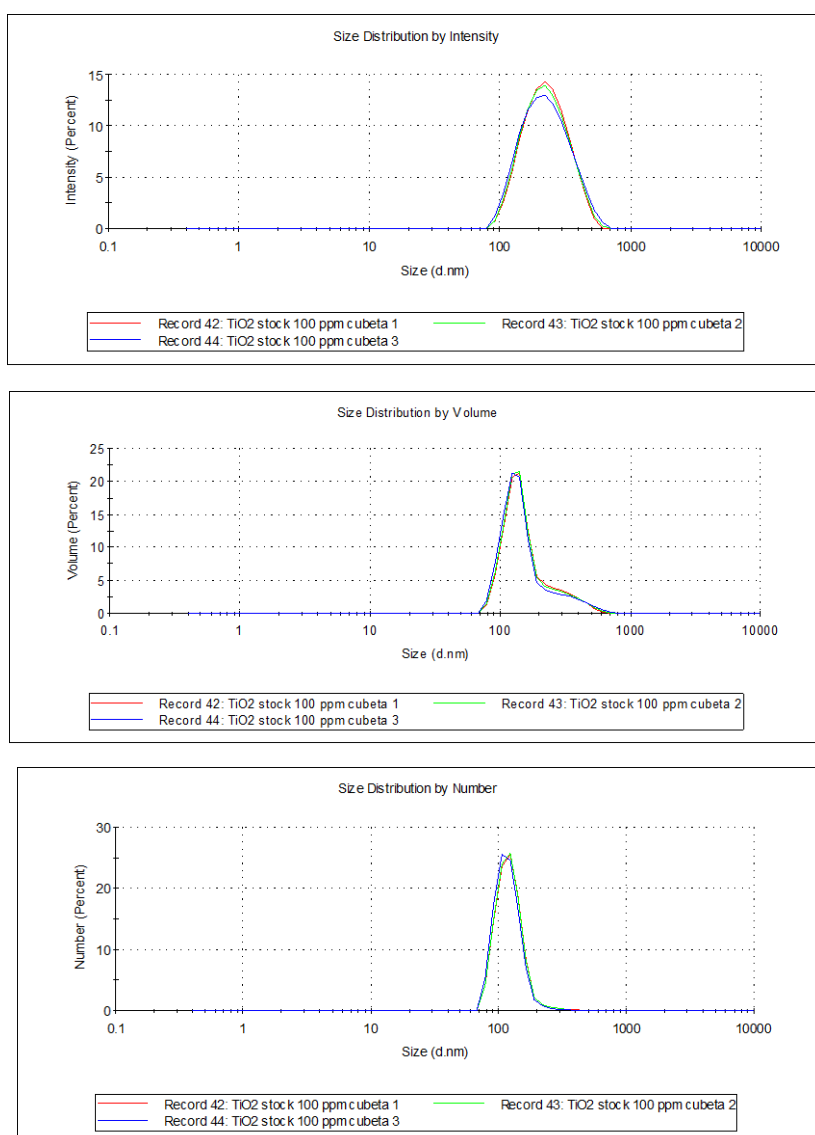 Size Distribution by Intensity
15
10
5
0
Intensity (Percent)
0.1 1 10 100 1000 10000
Size (d.nm)
Record 42: TiO2 stock 100 ppm cubeta 1 Record 43: TiO2 stock 100 ppm cubeta 2
Record 44: TiO2 stock 100 ppm cubeta 3
Size Distribution by Volume
25
20
15
10
5
0
Volume (Percent)
0.1 1 10 100 1000 10000
Size (d.nm)
Record 42: TiO2 stock 100 ppm cubeta 1 Record 43: TiO2 stock 100 ppm cubeta 2
Record 44: TiO2 stock 100 ppm cubeta 3
Size Distribution by Number
30
20
10
0
Number (Percent)
0.1 1 10 100 1000 10000
Size (d.nm)
Record 42: TiO2 stock 100 ppm cubeta 1 Record 43: TiO2 stock 100 ppm cubeta 2
Record 44: TiO2 stock 100 ppm cubeta 3